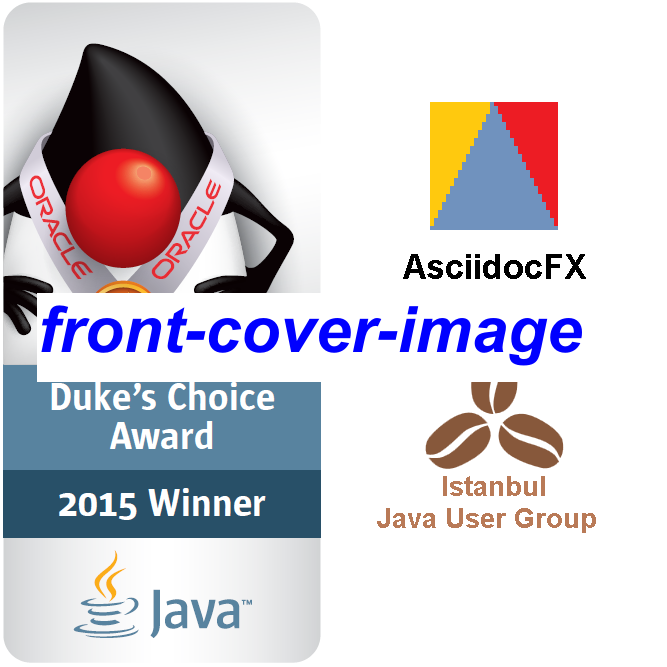 ORACLE
ORACLE
AsciidocFX
front-cover-image
Duke's Choice
Award
2015 Winner
Istanbul
Java User Group
Java™